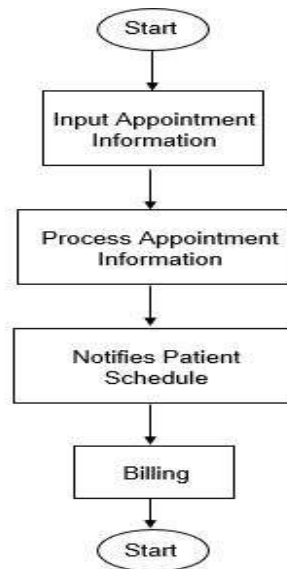 Start
Input Appointment
Information
Process Appointment
Information
Notifies Patient
Schedule
Billing
Start